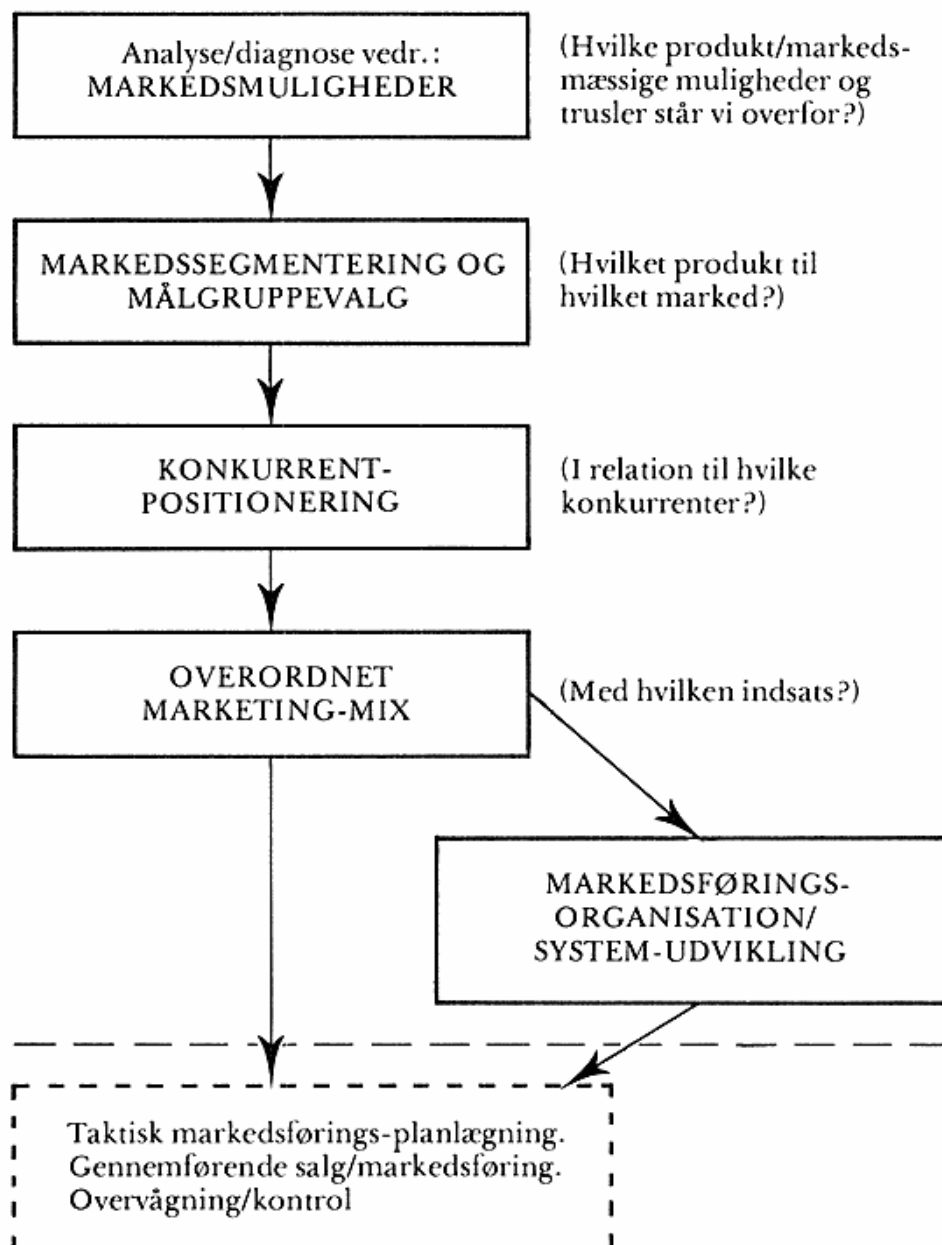 Analyse/diagnose vedr.:
MARKEDSMULIGHEDER
(Hvilke produkt/markeds-
mæssige muligheder og
trusler står vi overfor?)
MARKEDSSEGMENTERING OG
MÅLGRUPPEVALG
(Hvilket produkt til
hvilket marked?)
KONKURRENT-
POSITIONERING
(I relation til hvilke
konkurrenter?)
OVERORDNET
MARKETING-MIX
(Med hvilken indsats?)
MARKEDSFØRINGS-
ORGANISATION/
SYSTEM-UDVIKLING
Taktisk markedsførings-planlægning.
Gennemførende salg/markedsføring.
Overvågning/kontrol